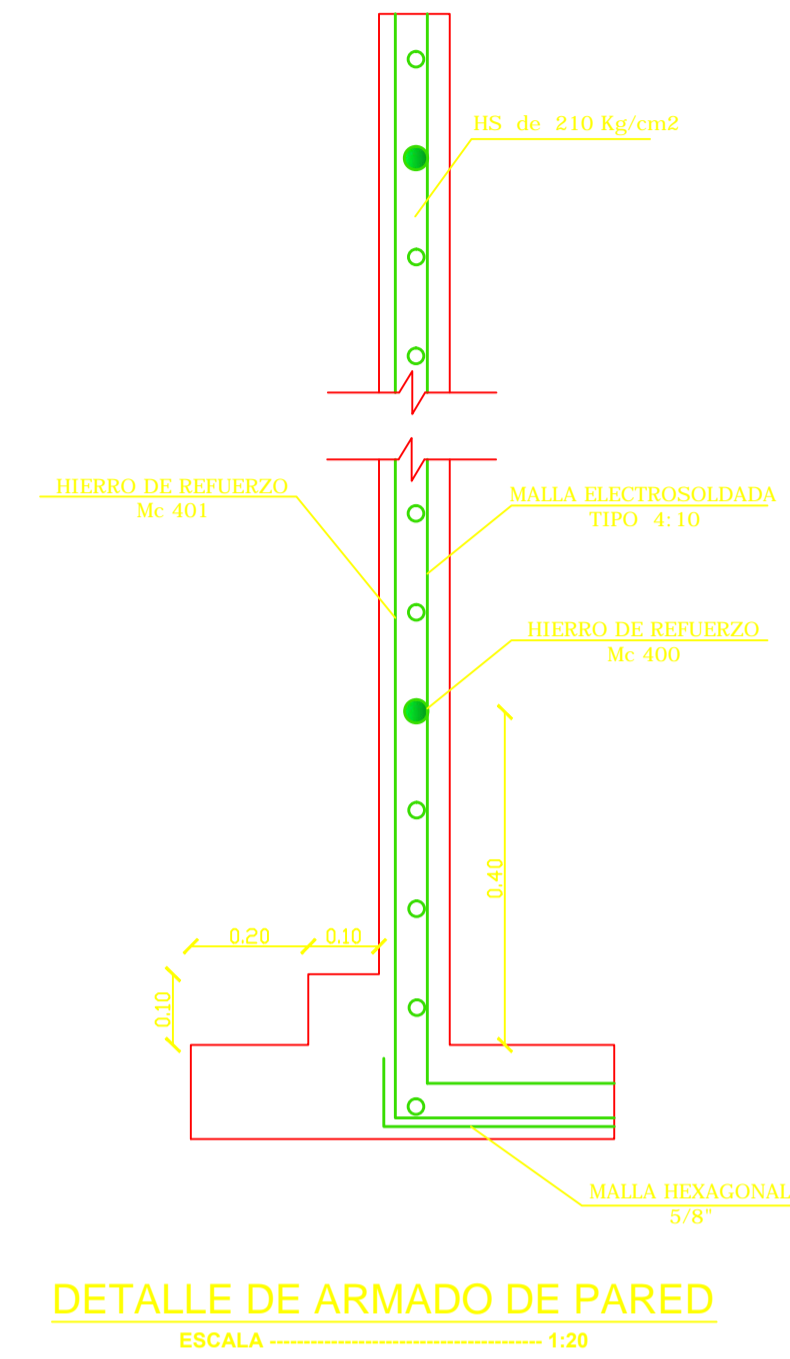 HS de 210 Kg/cm2
HIERRO DE REFUERZO
Mc 401
MALLA ELECTROSOLDADA
TIPO 4:10
HIERRO DE REFUERZO
Mc 400
0.40
0.20
0.10
0.10
MALLA HEXAGONAL
5/8"
DETALLE DE ARMADO DE PARED
ESCALA ---------------------------------------- 1:20